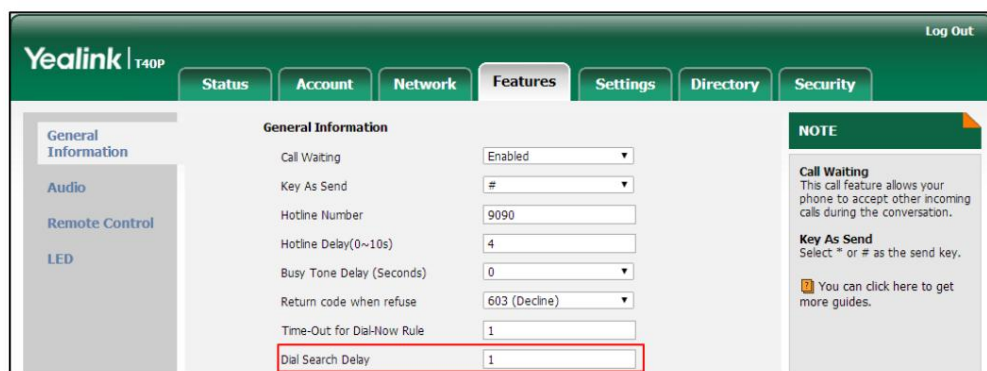 Log Out
Yealink | T40P
Status Account Network Features Settings Directory Security
General Information
Audio
Remote Control
LED
General Information
Call Waiting Enabled
Key As Send #
Hotline Number 9090
Hotline Delay(0~10s) 4
Busy Tone Delay (Seconds) 0
Return code when refuse 603 (Decline)
Time-Out for Dial-Now Rule 1
Dial Search Delay 1
NOTE
Call Waiting
This call feature allows your
phone to accept other incoming
calls during the conversation.
Key As Send
Select * or # as the send key.
You can click here to get
more guides.